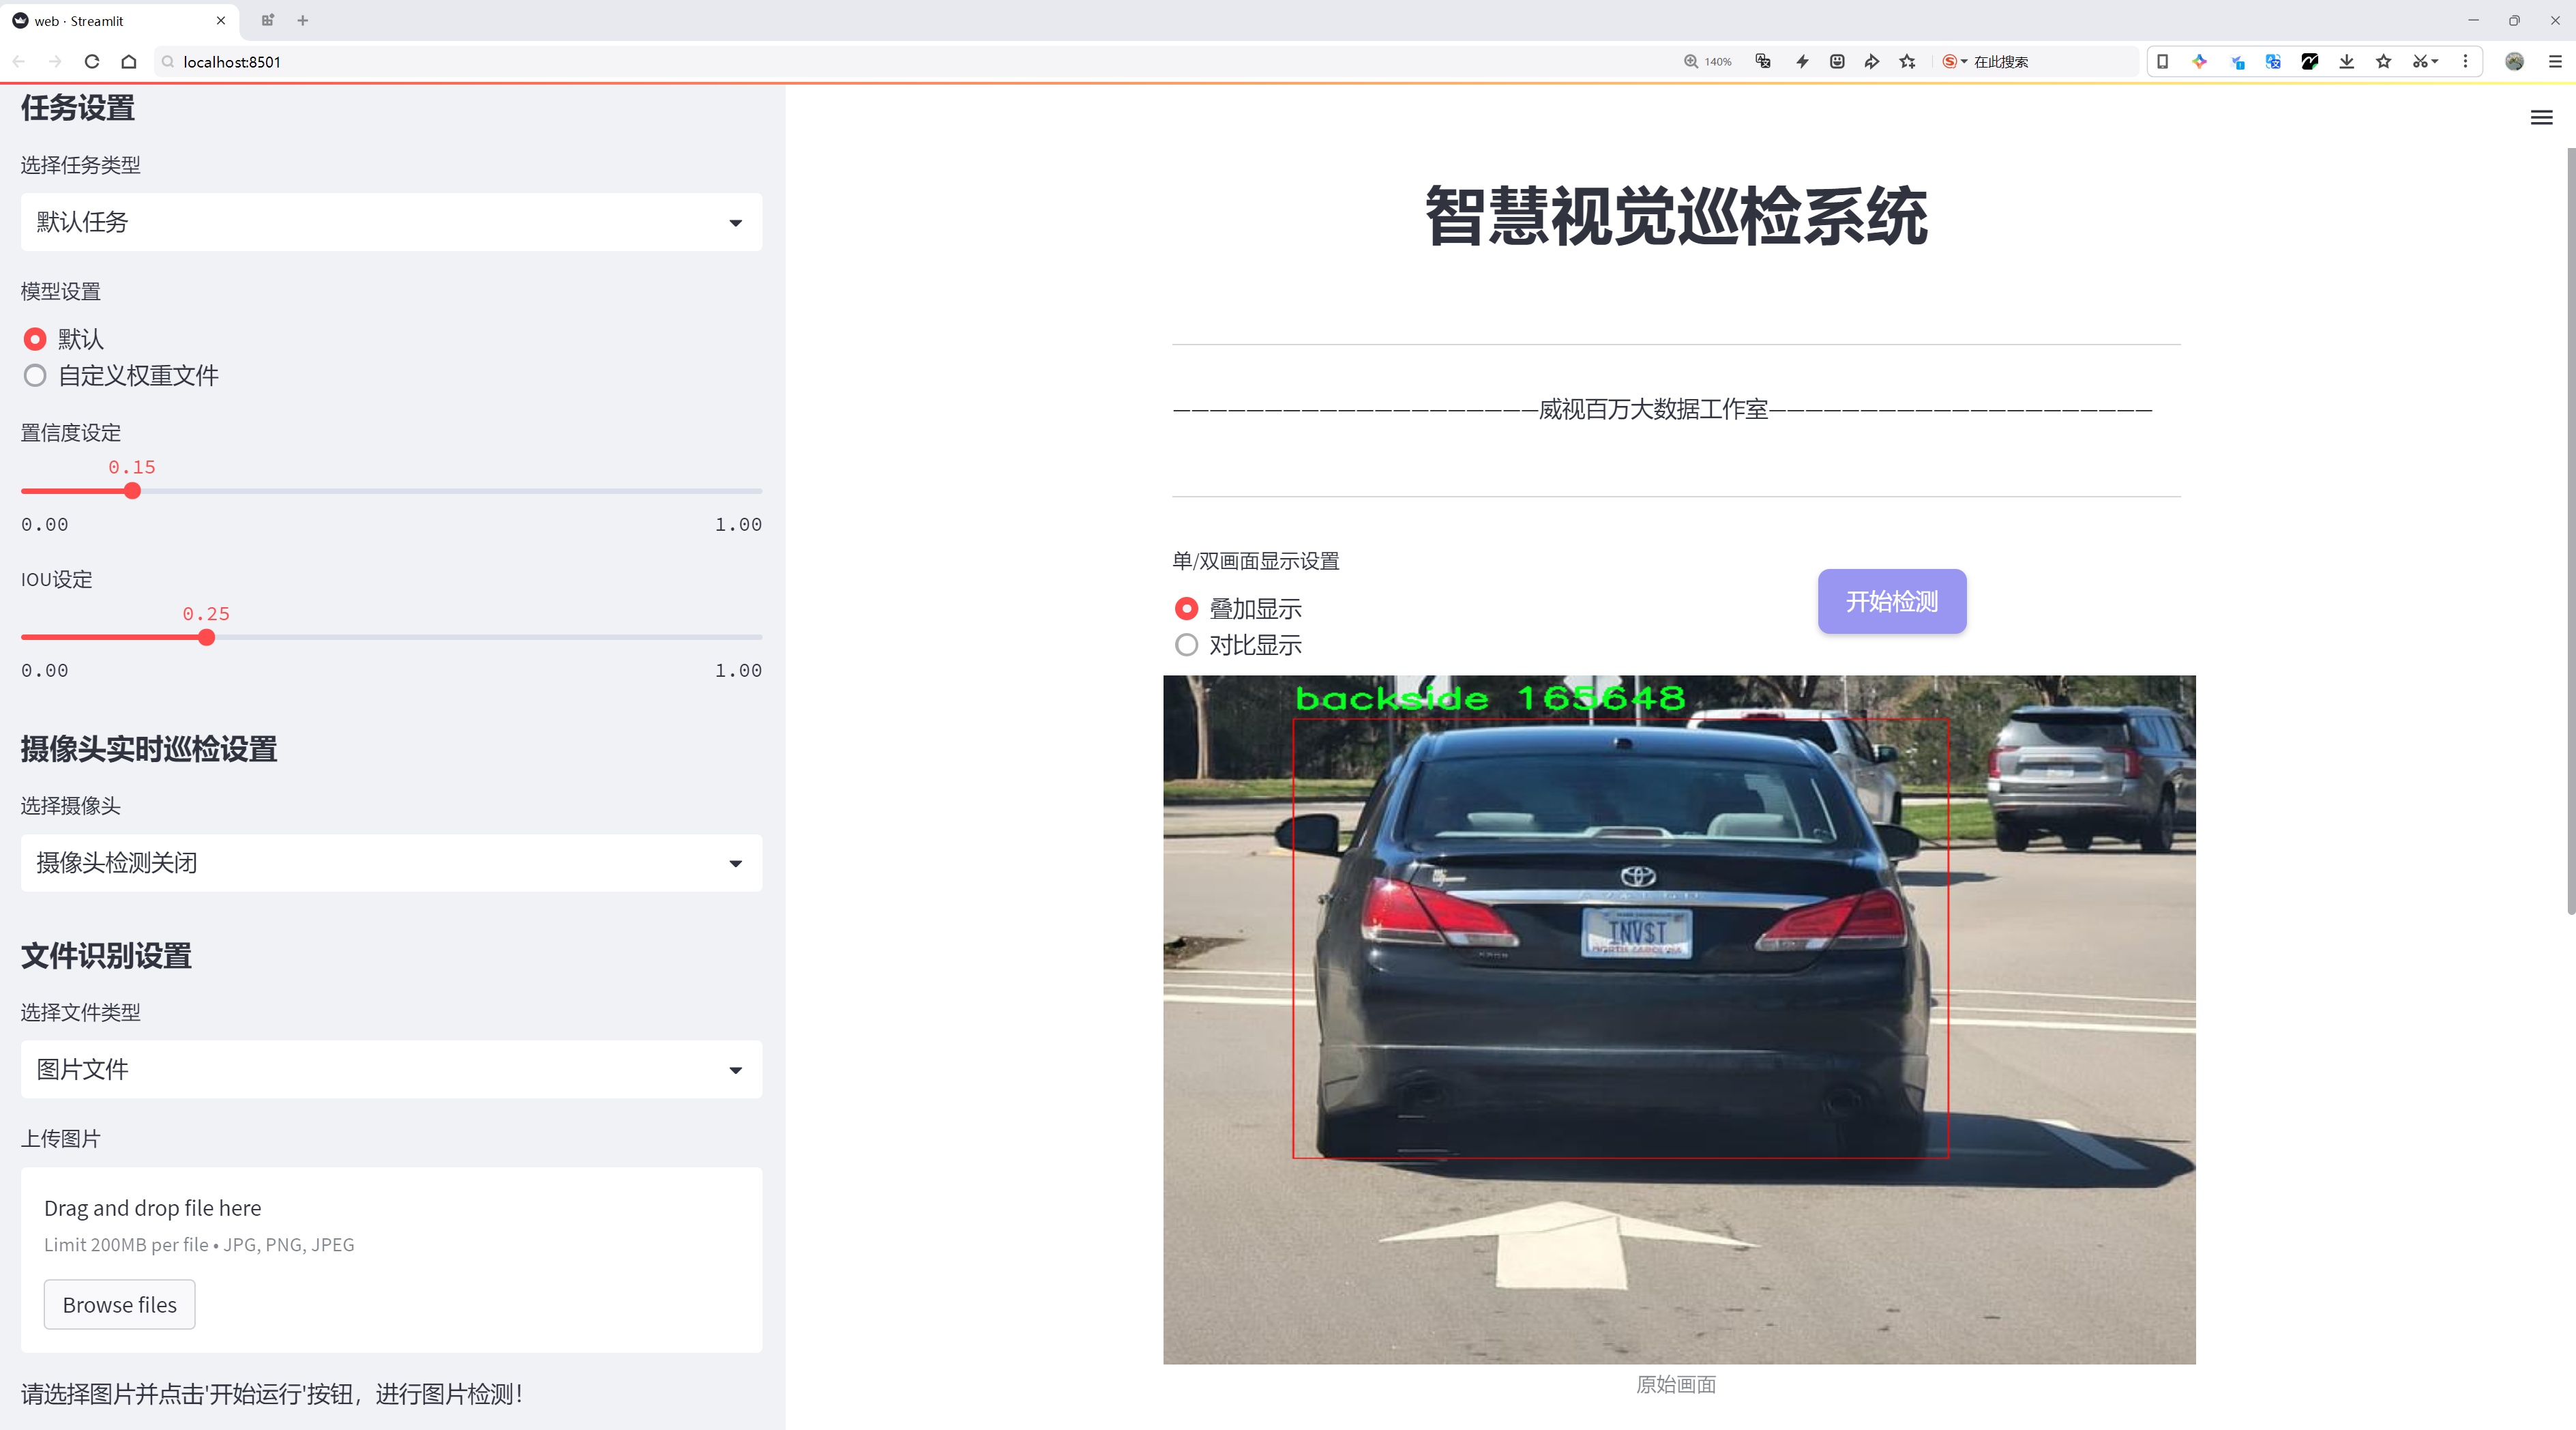 web · Streamlit
localhost:8501
140%
在此搜索
任务设置
选择任务类型
默认任务
模型设置
默认
自定义权重文件
置信度设定
0.15
0.00
1.00
IOU设定
0.25
0.00
1.00
摄像头实时巡检设置
选择摄像头
摄像头检测关闭
文件识别设置
选择文件类型
图片文件
上传图片
Drag and drop file here
Limit 200MB per file • JPG, PNG, JPEG
Browse files
请选择图片并点击'开始运行'按钮，进行图片检测！
智慧视觉巡检系统
—————————————————————威视百万大数据工作室——————————————————————
单/双画面显示设置
叠加显示
对比显示
开始检测
backside 165648
INV$T
NORTH CAROLINA
原始画面